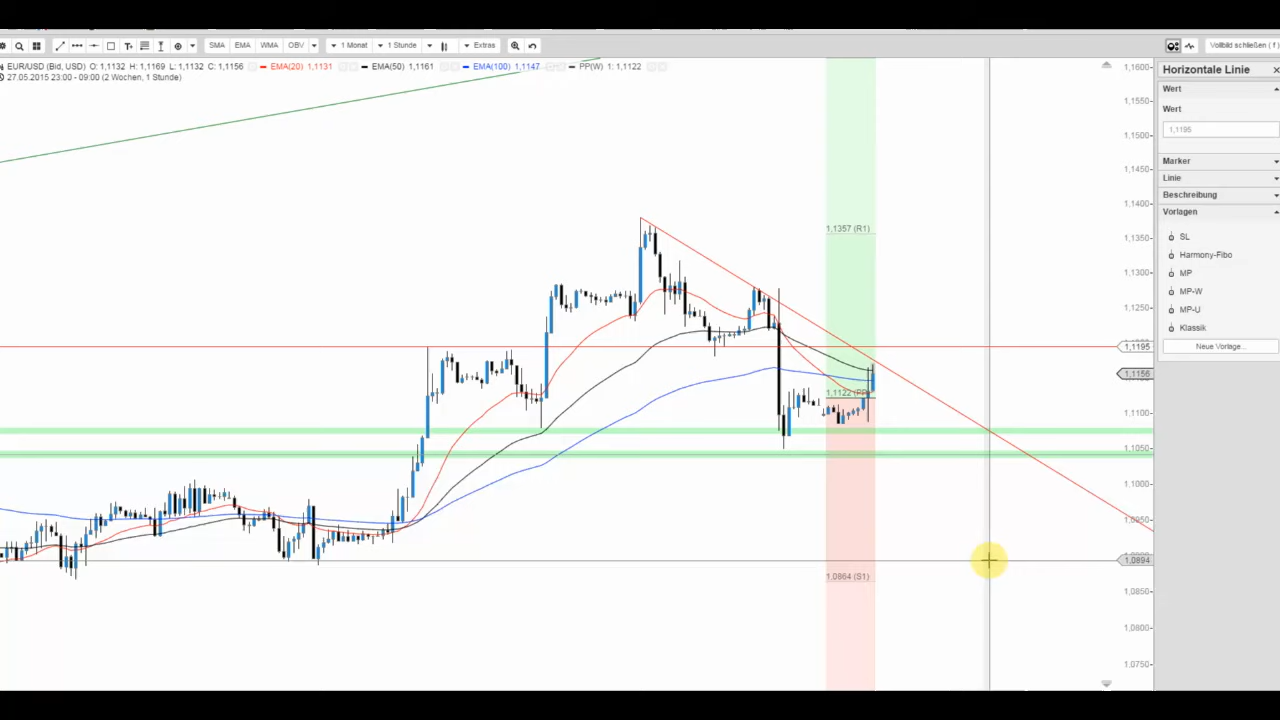 SMA EMA WMA OBV 1 Monat 1 Stunde Extras Vollbild schließen ( f )
EUR/USD (Bid, USD) O: 1,1132 H: 1,1169 L: 1,1132 C: 1,1156 EMA(20) 1,1131 EMA(50) 1,1161 EMA(100) 1,1147 PP(W) 1: 1,1122
27.05.2015 23:00 - 09:00 (2 Wochen, 1 Stunde)
Horizontale Linie
Wert
Wert
1,1195
Marker
Linie
Beschreibung
Vorlagen
SL
Harmony-Fibo
MP
MP-W
MP-U
Klassik
Neue Vorlage...
1,1357 (R1)
1,1122 (PP)
1,0864 (S1)
1,1600
1,1550
1,1500
1,1450
1,1400
1,1350
1,1300
1,1250
1,1195
1,1156
1,1100
1,1050
1,1000
1,0950
1,0894
1,0850
1,0800
1,0750